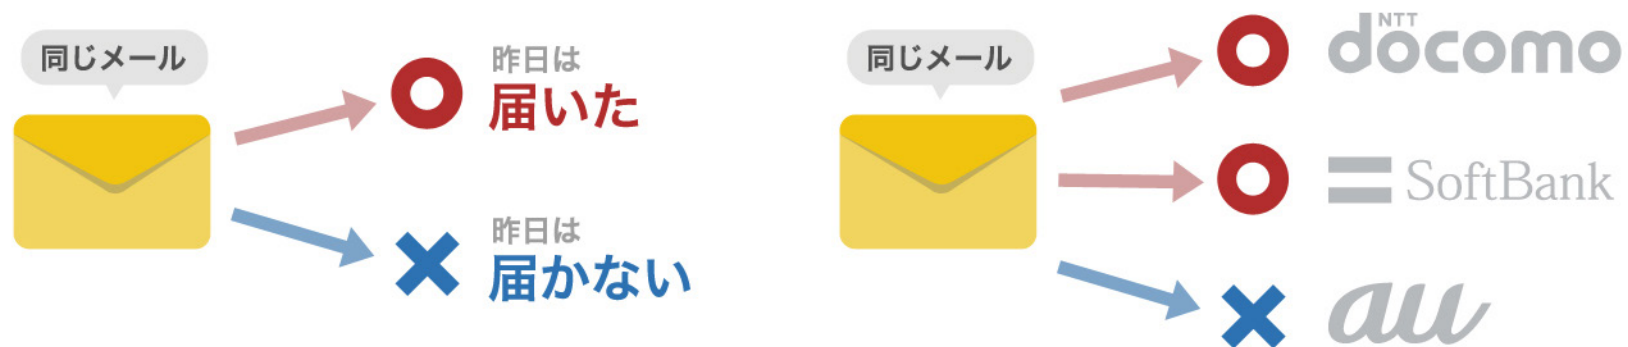 同じメール
昨日は
届いた
昨日は
届かない
同じメール
NTT
docomo
SoftBank
au